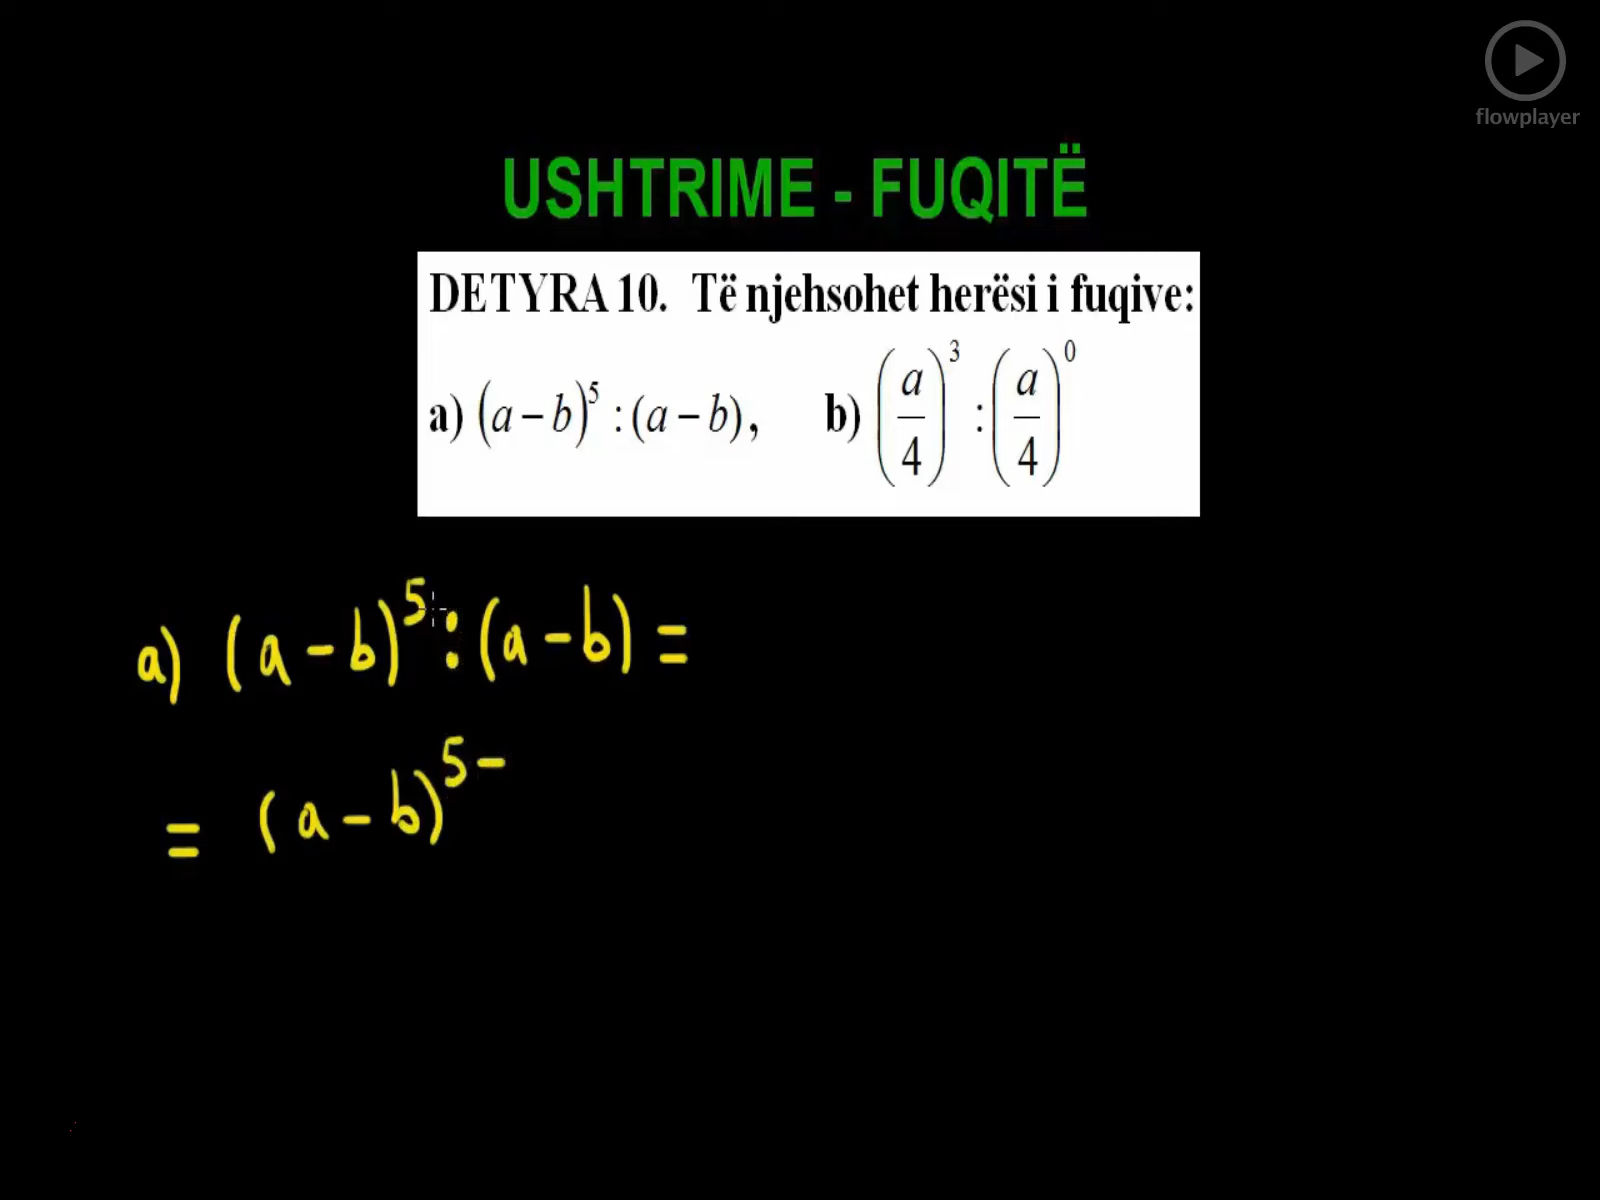 flowplayer
USHTRIME - FUQITË
DETYRA 10. Të njehsohet herësi i fuqive:
a) (a − b)⁵ : (a − b),   b) (a/4)³ : (a/4)⁰
a) (a − b)⁵ : (a − b) =
= (a − b)⁵⁻